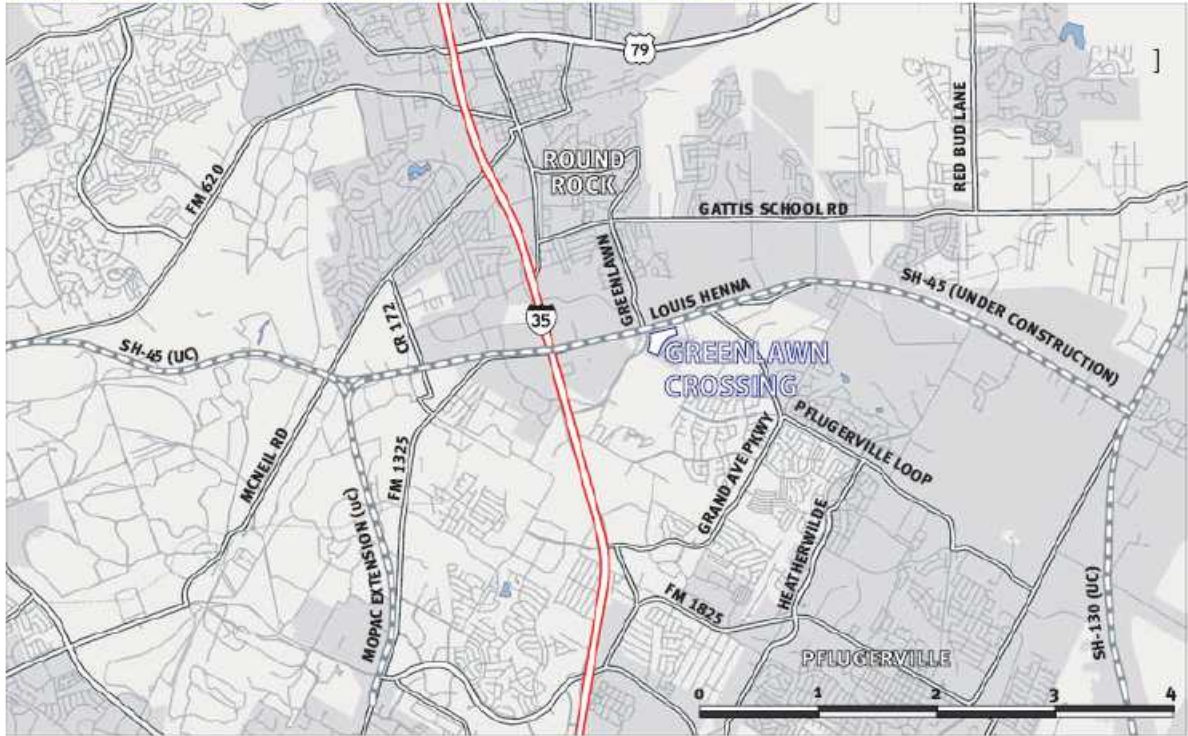 79
]
RED BUD LANE
ROUND
ROCK
FM 620
GATTIS SCHOOL RD
GREENLAWN
LOUIS HENNA
SH-45 (UNDER CONSTRUCTION)
CR 172
35
SH-45 (UC)
GREENLAWN
CROSSING
PFLUGERVILLE LOOP
MCNEIL RD
FM 1325
GRAND AVE PKWY
HEATHERWILDE
MOPAC EXTENSION (UC)
FM 1825
SH-130 (UC)
PFLUGERVILLE
0 1 2 3 4